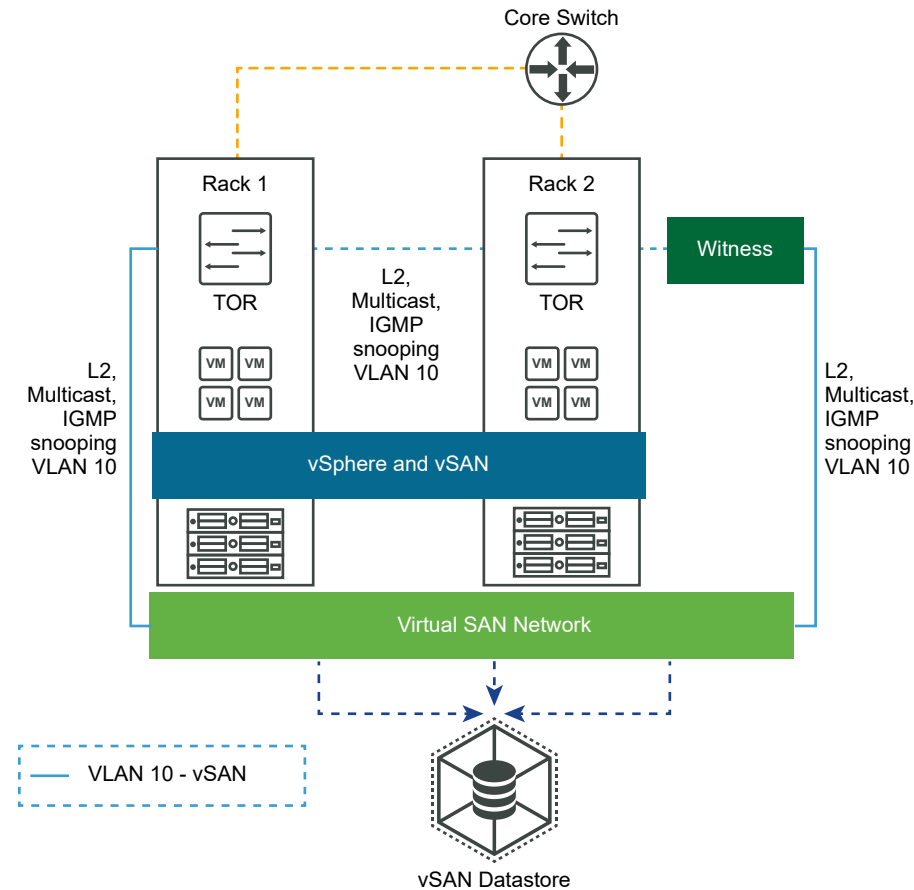 Core Switch
Rack 1
Rack 2
Witness
TOR
TOR
L2,
Multicast,
IGMP
snooping
VLAN 10
VM VM
VM VM
VM VM
VM VM
L2,
Multicast,
IGMP
snooping
VLAN 10
L2,
Multicast,
IGMP
snooping
VLAN 10
vSphere and vSAN
Virtual SAN Network
VLAN 10 - vSAN
vSAN Datastore